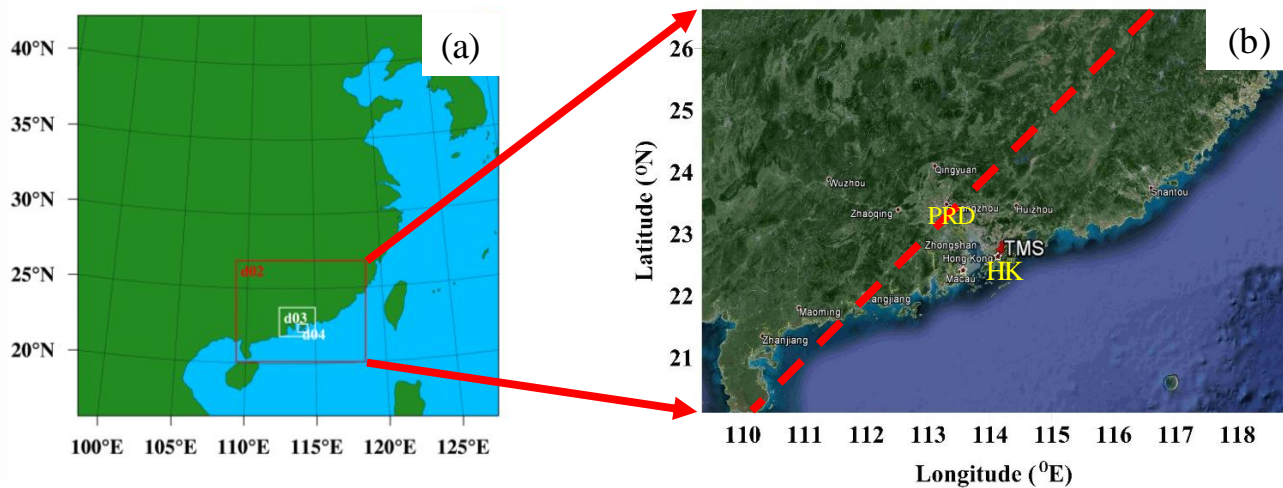 (a)
40°N
35°N
30°N
25°N
20°N
d02
d03
d04
100°E
105°E
110°E
115°E
120°E
125°E
(b)
26
25
24
23
22
21
Latitude (⁰N)
Qingyuan
Wuzhou
Zhaoqing
PRD
Huizhou
Shantou
Zhongshan
TMS
Hong Kong
HK
Macau
Maoming
Zhanjiang
110
111
112
113
114
115
116
117
118
Longitude (⁰E)